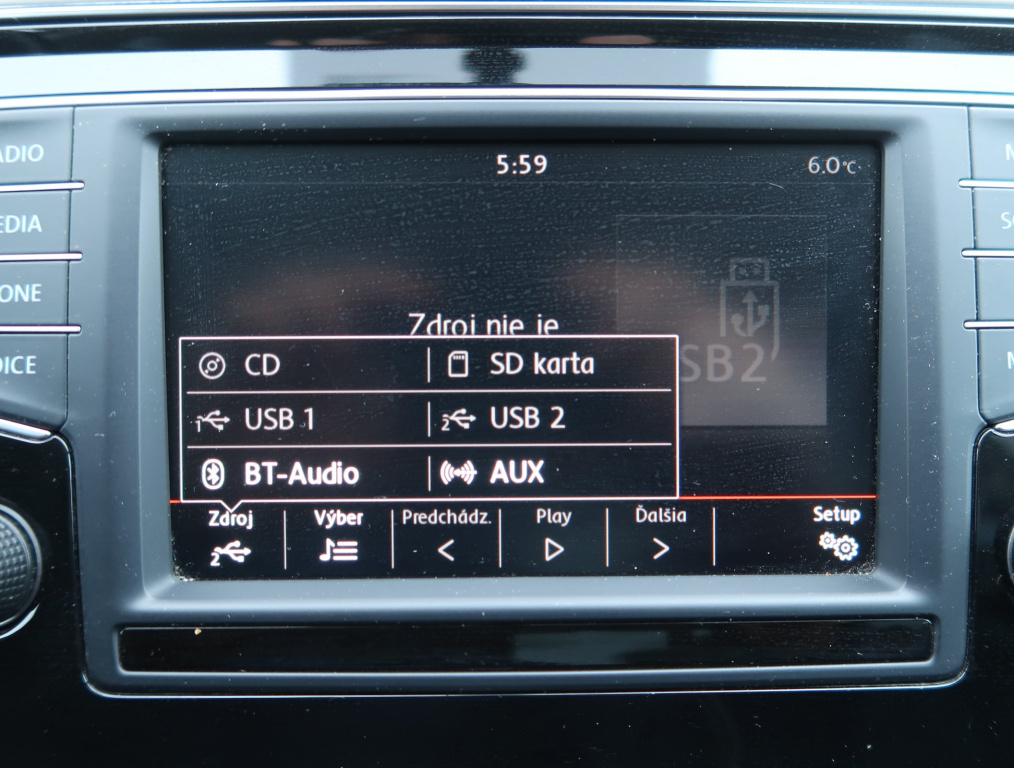 5:59 6.0°C
Zdroj nie je
CD SD karta
USB 1 USB 2
BT-Audio AUX
SB2
Zdroj Výber Predchádz. Play Ďalšia Setup
2
ADIO
EDIA
ONE
OICE